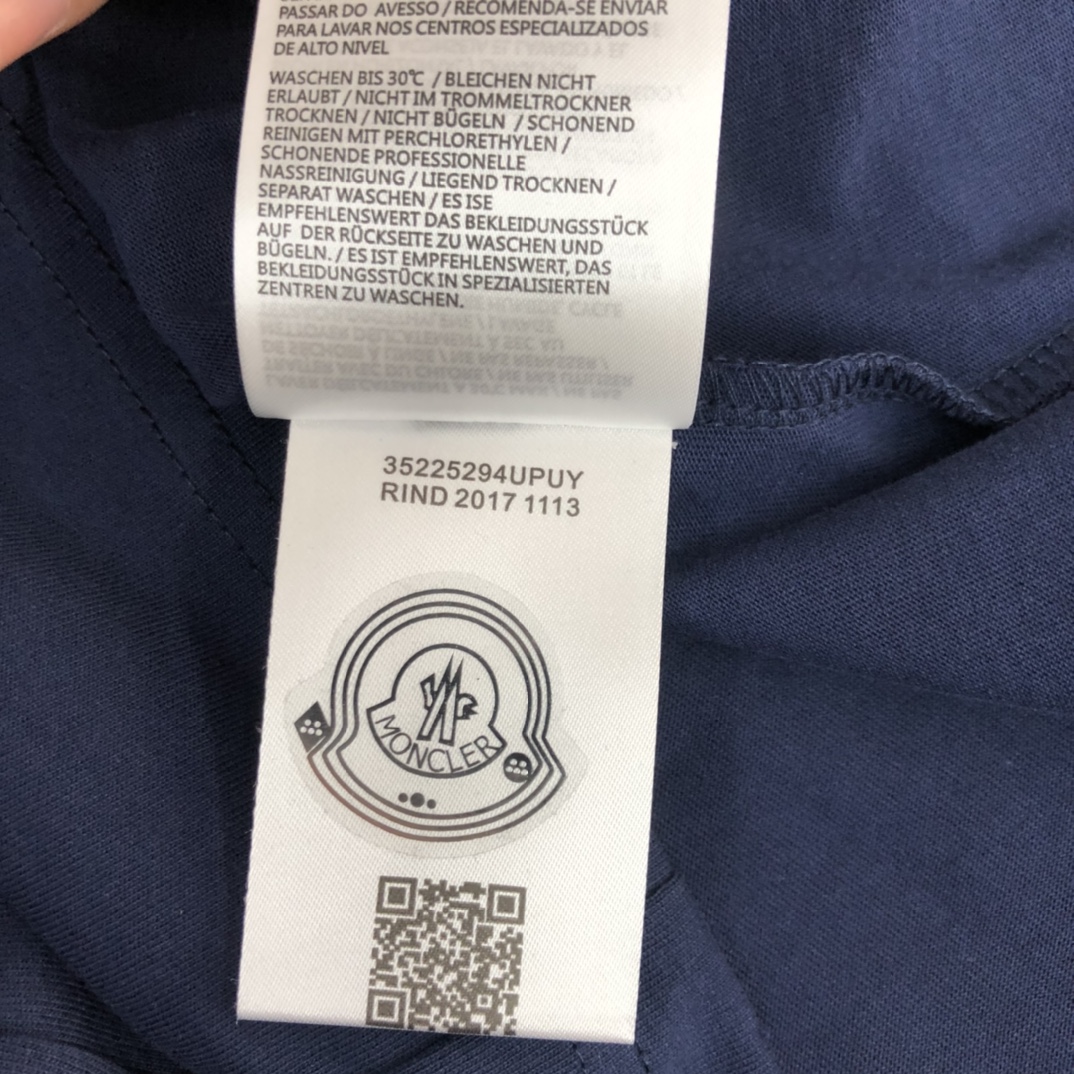 PASSAR DO AVESSO / RECOMENDA-SE ENVIAR
PARA LAVAR NOS CENTROS ESPECIALIZADOS
DE ALTO NIVEL
WASCHEN BIS 30℃ / BLEICHEN NICHT
ERLAUBT / NICHT IM TROMMELTROCKNER
TROCKNEN / NICHT BÜGELN / SCHONEND
REINIGEN MIT PERCHLORETHYLEN /
SCHONENDE PROFESSIONELLE
NASSREINIGUNG / LIEGEND TROCKNEN /
SEPARAT WASCHEN / ES ISE
EMPFEHLENSWERT DAS BEKLEIDUNGSSTÜCK
AUF DER RÜCKSEITE ZU WASCHEN UND
BÜGELN. / ES IST EMPFEHLENSWERT, DAS
BEKLEIDUNGSSTÜCK IN SPEZIALISIERTEN
ZENTREN ZU WASCHEN.
35225294UPUY
RIND 2017 1113
MONCLER